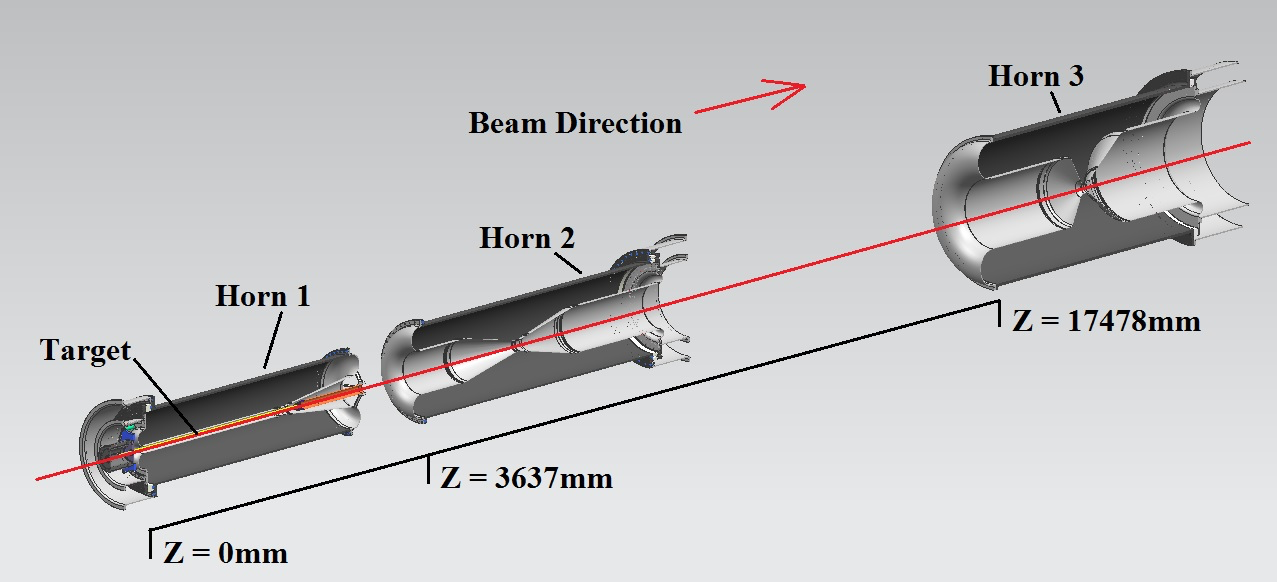 Horn 3
Beam Direction
Horn 2
Horn 1
Z = 17478mm
Target
Z = 3637mm
Z = 0mm